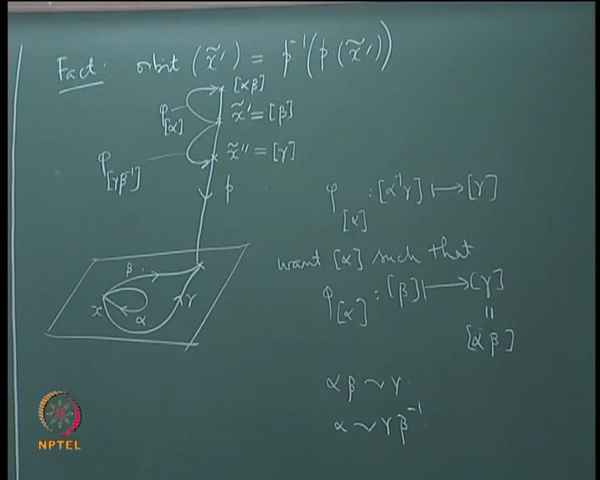 Fact: orbit (x̃') = p⁻¹(p(x̃'))
[αβ]
φ[α]
x̃' = [β]
φ[γβ⁻¹]
x̃'' = [γ]
p
φ[α] : [α⁻¹γ] ↦ [γ]
want [α] such that
φ[α] : [β] ↦ [γ]
=
[αβ]
β
x
α
γ
αβ ~ γ.
α ~ γβ⁻¹.
NPTEL